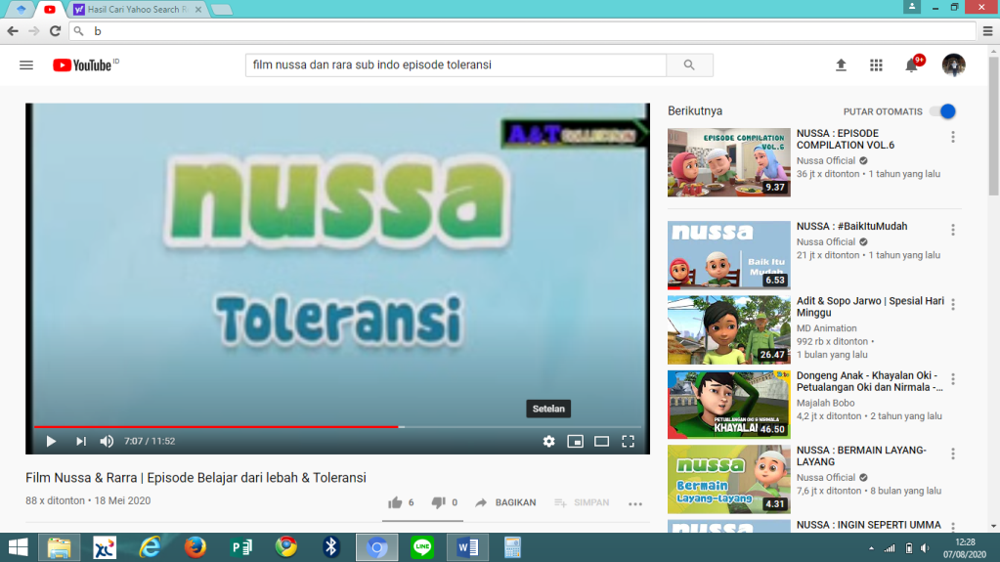 Hasil Cari Yahoo Search R
b
YouTube ID
film nussa dan rara sub indo episode toleransi
9+
A & T COLLECTION
nussa
Toleransi
Setelan
7:07 / 11:52
Film Nussa & Rarra | Episode Belajar dari lebah & Toleransi
88 x ditonton • 18 Mei 2020
6
0
BAGIKAN
SIMPAN
Berikutnya
PUTAR OTOMATIS
EPISODE COMPILATION
VOL.6
9.37
NUSSA : EPISODE
COMPILATION VOL.6
Nussa Official
36 jt x ditonton • 1 tahun yang lalu
nussa
Baik Itu
Mudah
6.53
NUSSA : #BaikItuMudah
Nussa Official
21 jt x ditonton • 1 tahun yang lalu
26.47
Adit & Sopo Jarwo | Spesial Hari
Minggu
MD Animation
992 rb x ditonton •
1 bulan yang lalu
PETUALANGAN OKI & NIRMALA
KHAYALAN
46.50
Dongeng Anak - Khayalan Oki -
Petualangan Oki dan Nirmala -...
Majalah Bobo
4,2 jt x ditonton • 2 tahun yang lalu
nussa
Bermain
Layang-layang
4.31
NUSSA : BERMAIN LAYANG-
LAYANG
Nussa Official
7,6 jt x ditonton • 8 bulan yang lalu
nussa
NUSSA : INGIN SEPERTI UMMA
LINE
12:28
07/08/2020